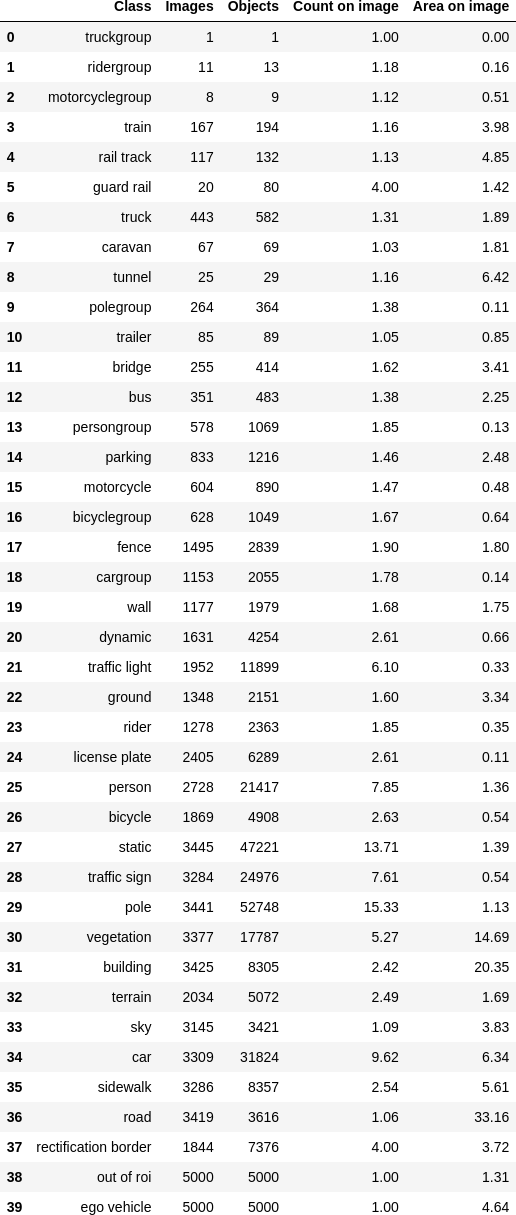 Class Images Objects Count on image Area on image
0 truckgroup 1 1 1.00 0.00
1 ridergroup 11 13 1.18 0.16
2 motorcyclegroup 8 9 1.12 0.51
3 train 167 194 1.16 3.98
4 rail track 117 132 1.13 4.85
5 guard rail 20 80 4.00 1.42
6 truck 443 582 1.31 1.89
7 caravan 67 69 1.03 1.81
8 tunnel 25 29 1.16 6.42
9 polegroup 264 364 1.38 0.11
10 trailer 85 89 1.05 0.85
11 bridge 255 414 1.62 3.41
12 bus 351 483 1.38 2.25
13 persongroup 578 1069 1.85 0.13
14 parking 833 1216 1.46 2.48
15 motorcycle 604 890 1.47 0.48
16 bicyclegroup 628 1049 1.67 0.64
17 fence 1495 2839 1.90 1.80
18 cargroup 1153 2055 1.78 0.14
19 wall 1177 1979 1.68 1.75
20 dynamic 1631 4254 2.61 0.66
21 traffic light 1952 11899 6.10 0.33
22 ground 1348 2151 1.60 3.34
23 rider 1278 2363 1.85 0.35
24 license plate 2405 6289 2.61 0.11
25 person 2728 21417 7.85 1.36
26 bicycle 1869 4908 2.63 0.54
27 static 3445 47221 13.71 1.39
28 traffic sign 3284 24976 7.61 0.54
29 pole 3441 52748 15.33 1.13
30 vegetation 3377 17787 5.27 14.69
31 building 3425 8305 2.42 20.35
32 terrain 2034 5072 2.49 1.69
33 sky 3145 3421 1.09 3.83
34 car 3309 31824 9.62 6.34
35 sidewalk 3286 8357 2.54 5.61
36 road 3419 3616 1.06 33.16
37 rectification border 1844 7376 4.00 3.72
38 out of roi 5000 5000 1.00 1.31
39 ego vehicle 5000 5000 1.00 4.64